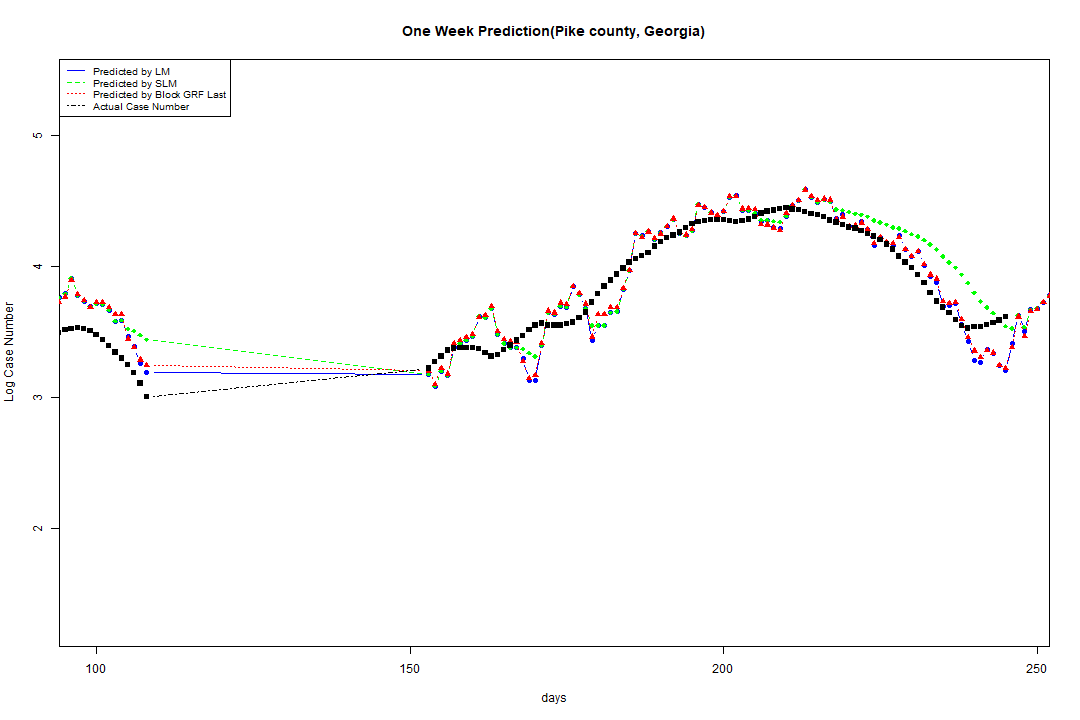 One Week Prediction(Pike county, Georgia)
Predicted by LM
Predicted by SLM
Predicted by Block GRF Last
Actual Case Number
5
4
3
2
Log Case Number
100 150 200 250
days